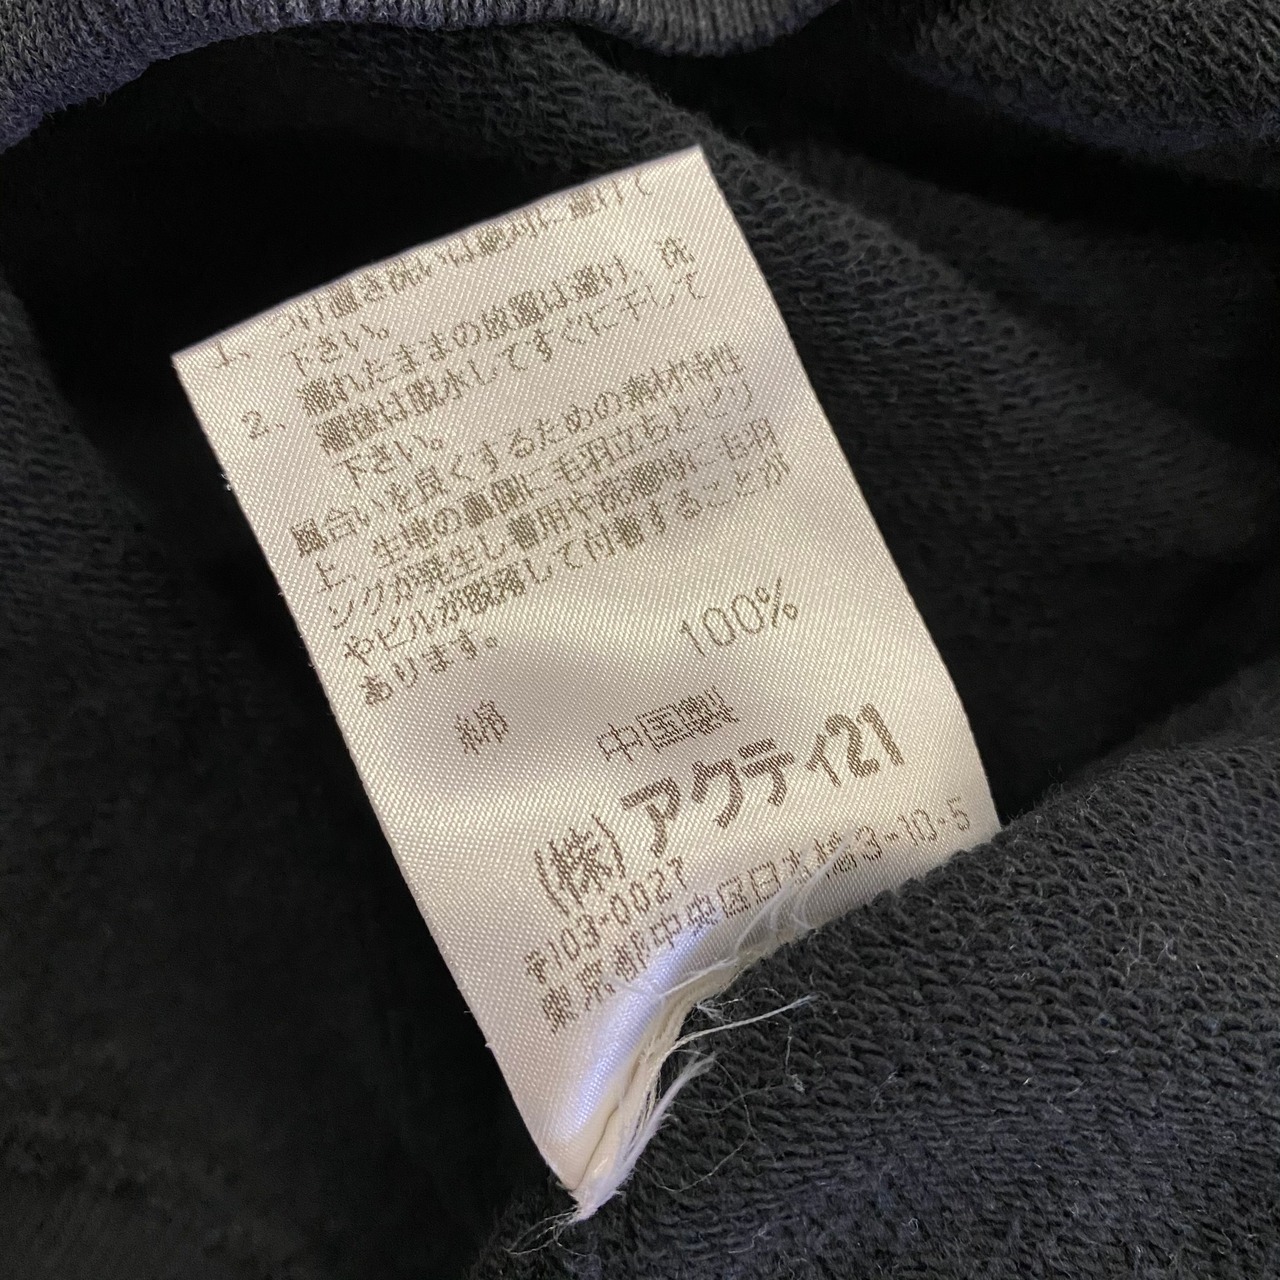 1、つけ置き洗いは絶対に避けて
下さい。
2、濡れたままの放置は避け、洗
濯後は脱水してすぐに干して
下さい。
風合いを良くするための素材特性
上、生地の裏側に毛羽立ちとピリ
ングが発生し着用や洗濯時に毛羽
やピルが脱落して付着することが
あります。
綿 100%
中国製
(株)アクティ21
〒103-0027
東京都中央区日本橋3-10-5